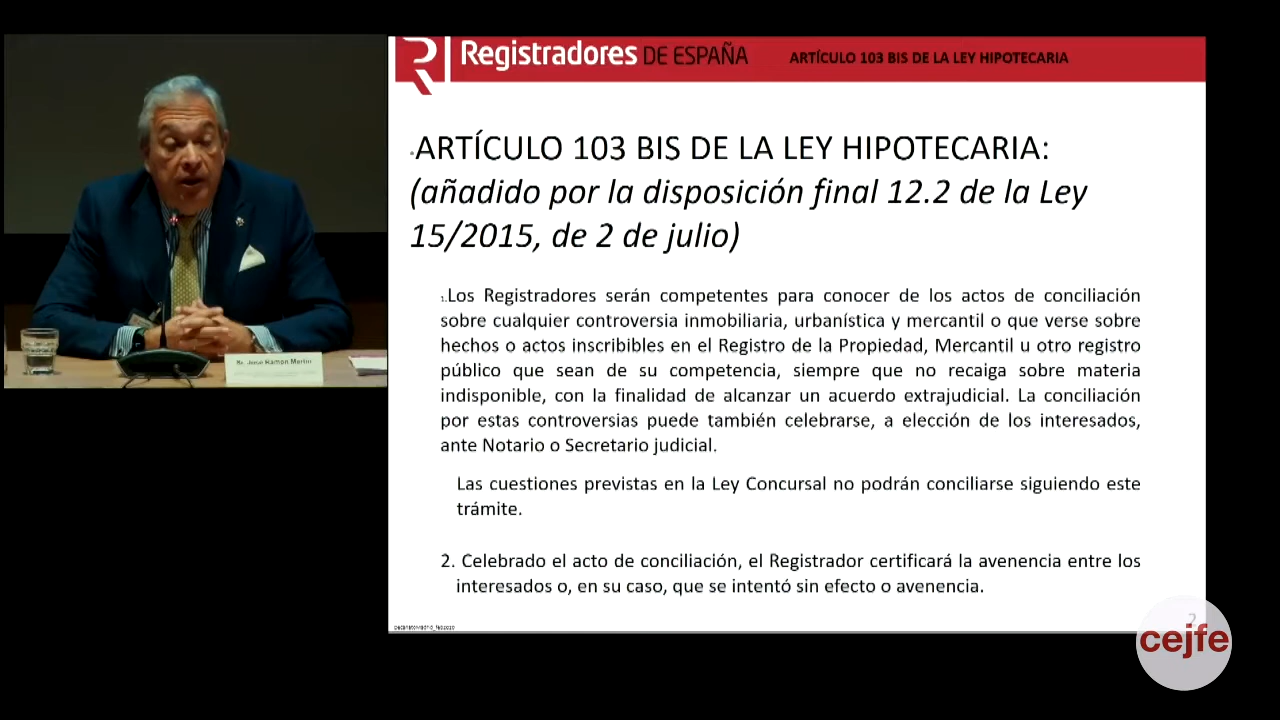 Registradores DE ESPAÑA
ARTÍCULO 103 BIS DE LA LEY HIPOTECARIA
ARTÍCULO 103 BIS DE LA LEY HIPOTECARIA:
(añadido por la disposición final 12.2 de la Ley
15/2015, de 2 de julio)
1.Los Registradores serán competentes para conocer de los actos de conciliación
sobre cualquier controversia inmobiliaria, urbanística y mercantil o que verse sobre
hechos o actos inscribibles en el Registro de la Propiedad, Mercantil u otro registro
público que sean de su competencia, siempre que no recaiga sobre materia
indisponible, con la finalidad de alcanzar un acuerdo extrajudicial. La conciliación
por estas controversias puede también celebrarse, a elección de los interesados,
ante Notario o Secretario judicial.
Las cuestiones previstas en la Ley Concursal no podrán conciliarse siguiendo este
trámite.
2. Celebrado el acto de conciliación, el Registrador certificará la avenencia entre los
interesados o, en su caso, que se intentó sin efecto o avenencia.
2
cejfe
Sr. José Ramon Merino